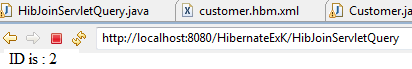 HibJoinServletQuery.java customer.hbm.xml Customer.ja
http://localhost:8080/HibernateExK/HibJoinServletQuery
ID is : 2